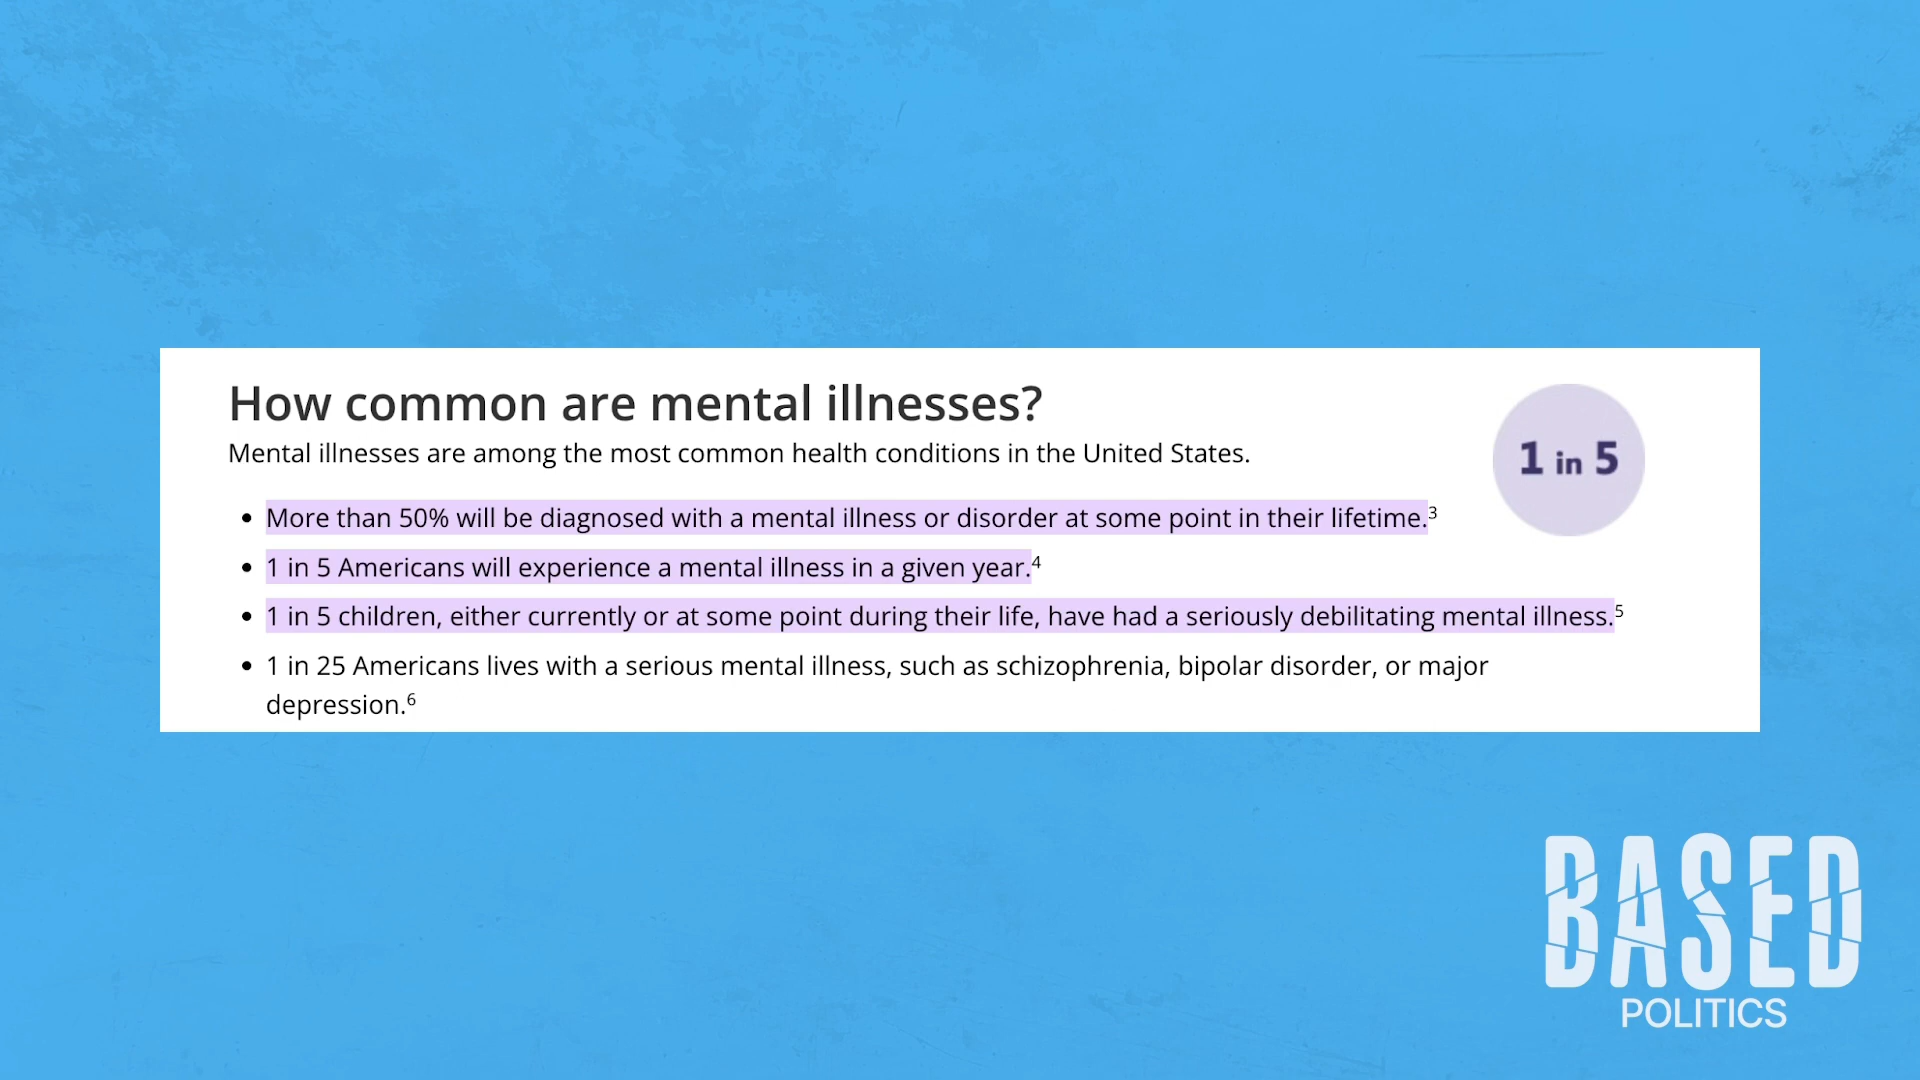 How common are mental illnesses?
Mental illnesses are among the most common health conditions in the United States.
1 in 5
• More than 50% will be diagnosed with a mental illness or disorder at some point in their lifetime.³
• 1 in 5 Americans will experience a mental illness in a given year.⁴
• 1 in 5 children, either currently or at some point during their life, have had a seriously debilitating mental illness.⁵
• 1 in 25 Americans lives with a serious mental illness, such as schizophrenia, bipolar disorder, or major
depression.⁶
BASED
POLITICS